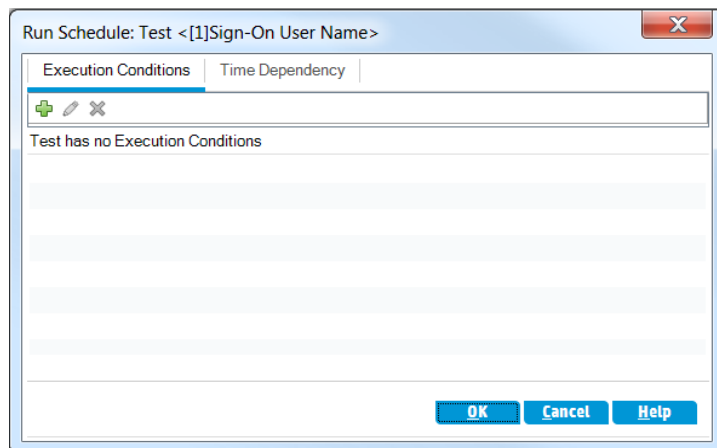 Run Schedule: Test <[1]Sign-On User Name>
Execution Conditions Time Dependency
Test has no Execution Conditions
OK Cancel Help